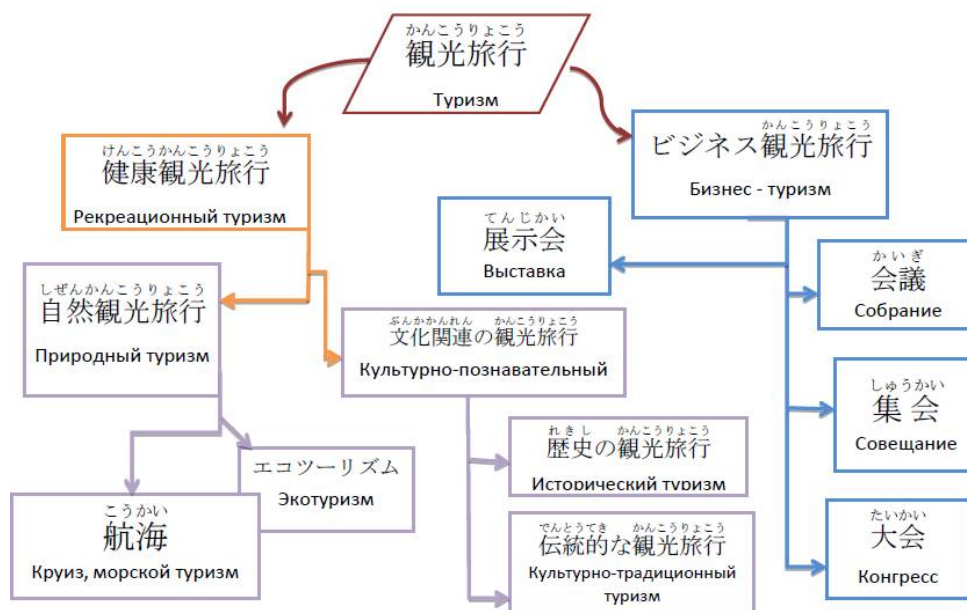 かんこうりょこう
観光旅行
Туризм
けんこうかんこうりょこう
健康観光旅行
Рекреационный туризм
かんこうりょこう
ビジネス観光旅行
Бизнес - туризм
てんじかい
展示会
Выставка
かいぎ
会議
Собрание
しぜんかんこうりょこう
自然観光旅行
Природный туризм
ぶんかかんれん かんこうりょこう
文化関連の観光旅行
Культурно-познавательный
しゅうかい
集会
Совещание
れきし かんこうりょこう
歴史の観光旅行
Исторический туризм
エコツーリズム
Экотуризм
こうかい
航海
Круиз, морской туризм
でんとうてき かんこうりょこう
伝統的な観光旅行
Культурно-традиционный
туризм
たいかい
大会
Конгресс